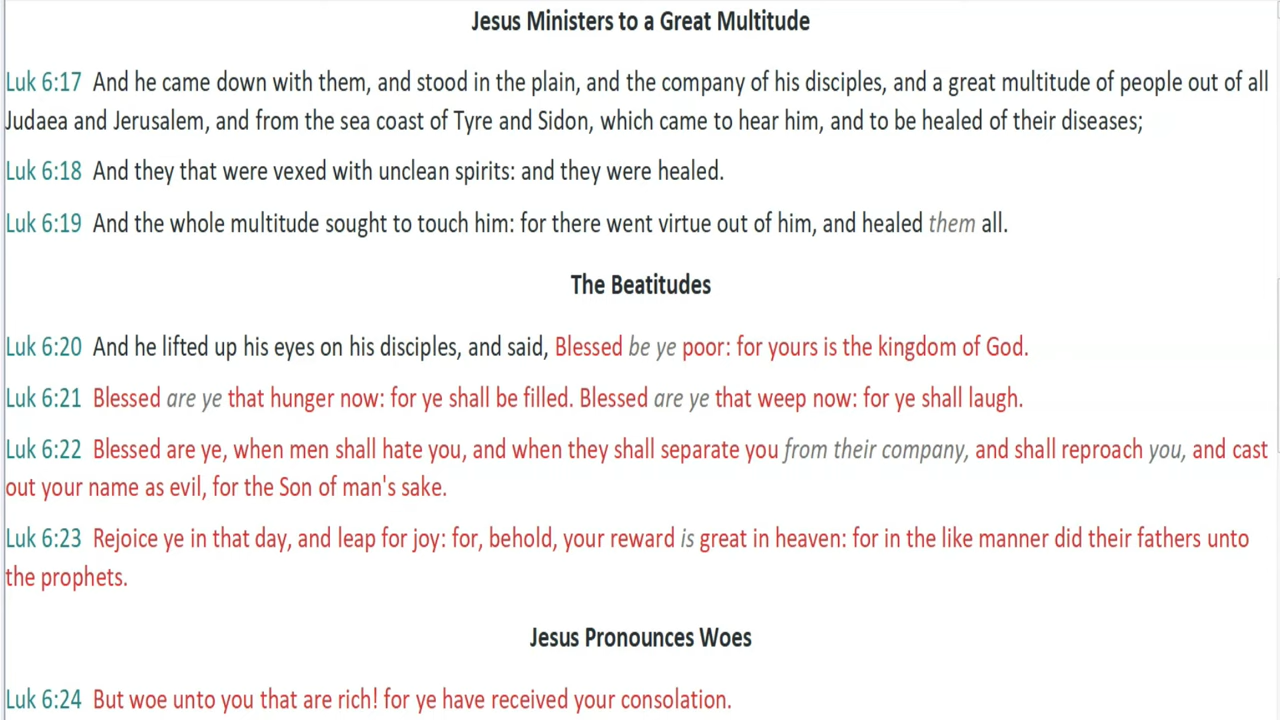 Jesus Ministers to a Great Multitude
Luk 6:17 And he came down with them, and stood in the plain, and the company of his disciples, and a great multitude of people out of all
Judaea and Jerusalem, and from the sea coast of Tyre and Sidon, which came to hear him, and to be healed of their diseases;
Luk 6:18 And they that were vexed with unclean spirits: and they were healed.
Luk 6:19 And the whole multitude sought to touch him: for there went virtue out of him, and healed them all.
The Beatitudes
Luk 6:20 And he lifted up his eyes on his disciples, and said, Blessed be ye poor: for yours is the kingdom of God.
Luk 6:21 Blessed are ye that hunger now: for ye shall be filled. Blessed are ye that weep now: for ye shall laugh.
Luk 6:22 Blessed are ye, when men shall hate you, and when they shall separate you from their company, and shall reproach you, and cast
out your name as evil, for the Son of man's sake.
Luk 6:23 Rejoice ye in that day, and leap for joy: for, behold, your reward is great in heaven: for in the like manner did their fathers unto
the prophets.
Jesus Pronounces Woes
Luk 6:24 But woe unto you that are rich! for ye have received your consolation.